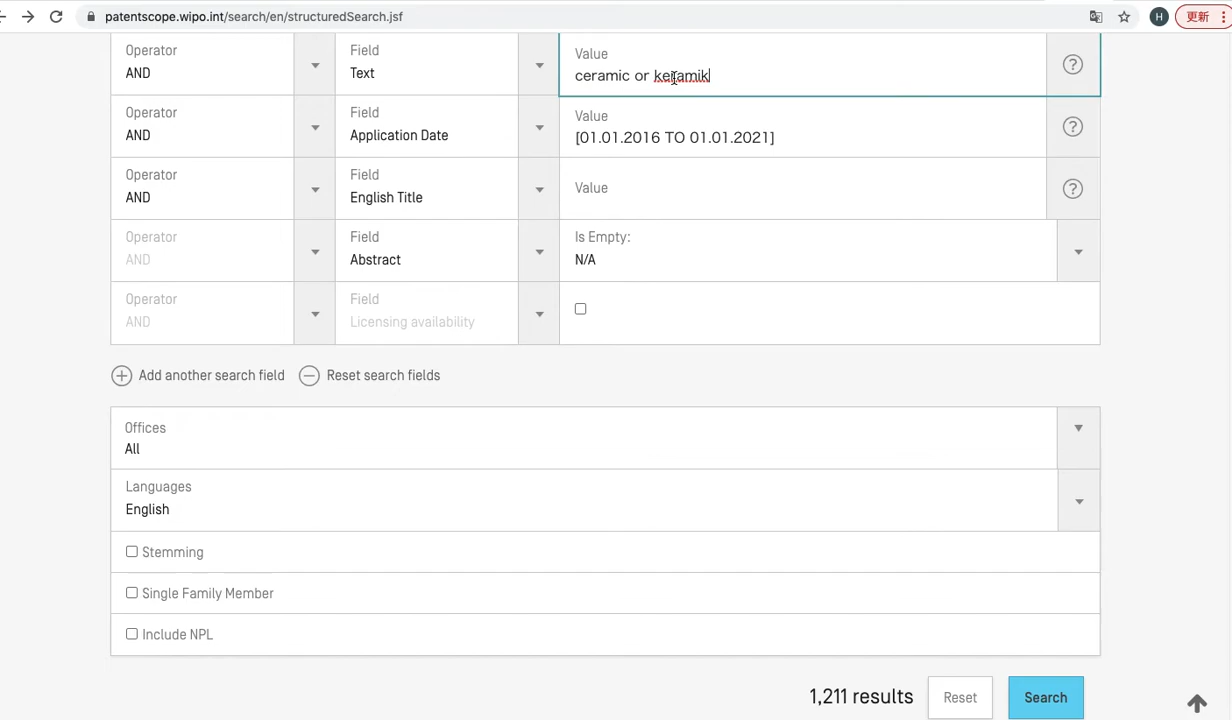 patentscope.wipo.int/search/en/structuredSearch.jsf
H
更新
Operator
AND
Field
Text
Value
ceramic or keramik
?
Operator
AND
Field
Application Date
Value
[01.01.2016 TO 01.01.2021]
?
Operator
AND
Field
English Title
Value
?
Operator
AND
Field
Abstract
Is Empty:
N/A
Operator
AND
Field
Licensing availability
Add another search field
Reset search fields
Offices
All
Languages
English
Stemming
Single Family Member
Include NPL
1,211 results
Reset
Search